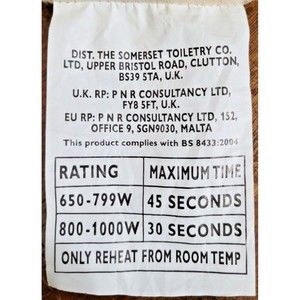 DIST. THE SOMERSET TOILETRY CO.
LTD, UPPER BRISTOL ROAD, CLUTTON,
BS39 5TA, U.K.
U.K. RP: P N R CONSULTANCY LTD,
FY8 5FT, U.K.
EU RP: P N R CONSULTANCY LTD, 152,
OFFICE 9, SGN9030, MALTA
This product complies with BS 8433:2004
RATING MAXIMUM TIME
650-799W 45 SECONDS
800-1000W 30 SECONDS
ONLY REHEAT FROM ROOM TEMP